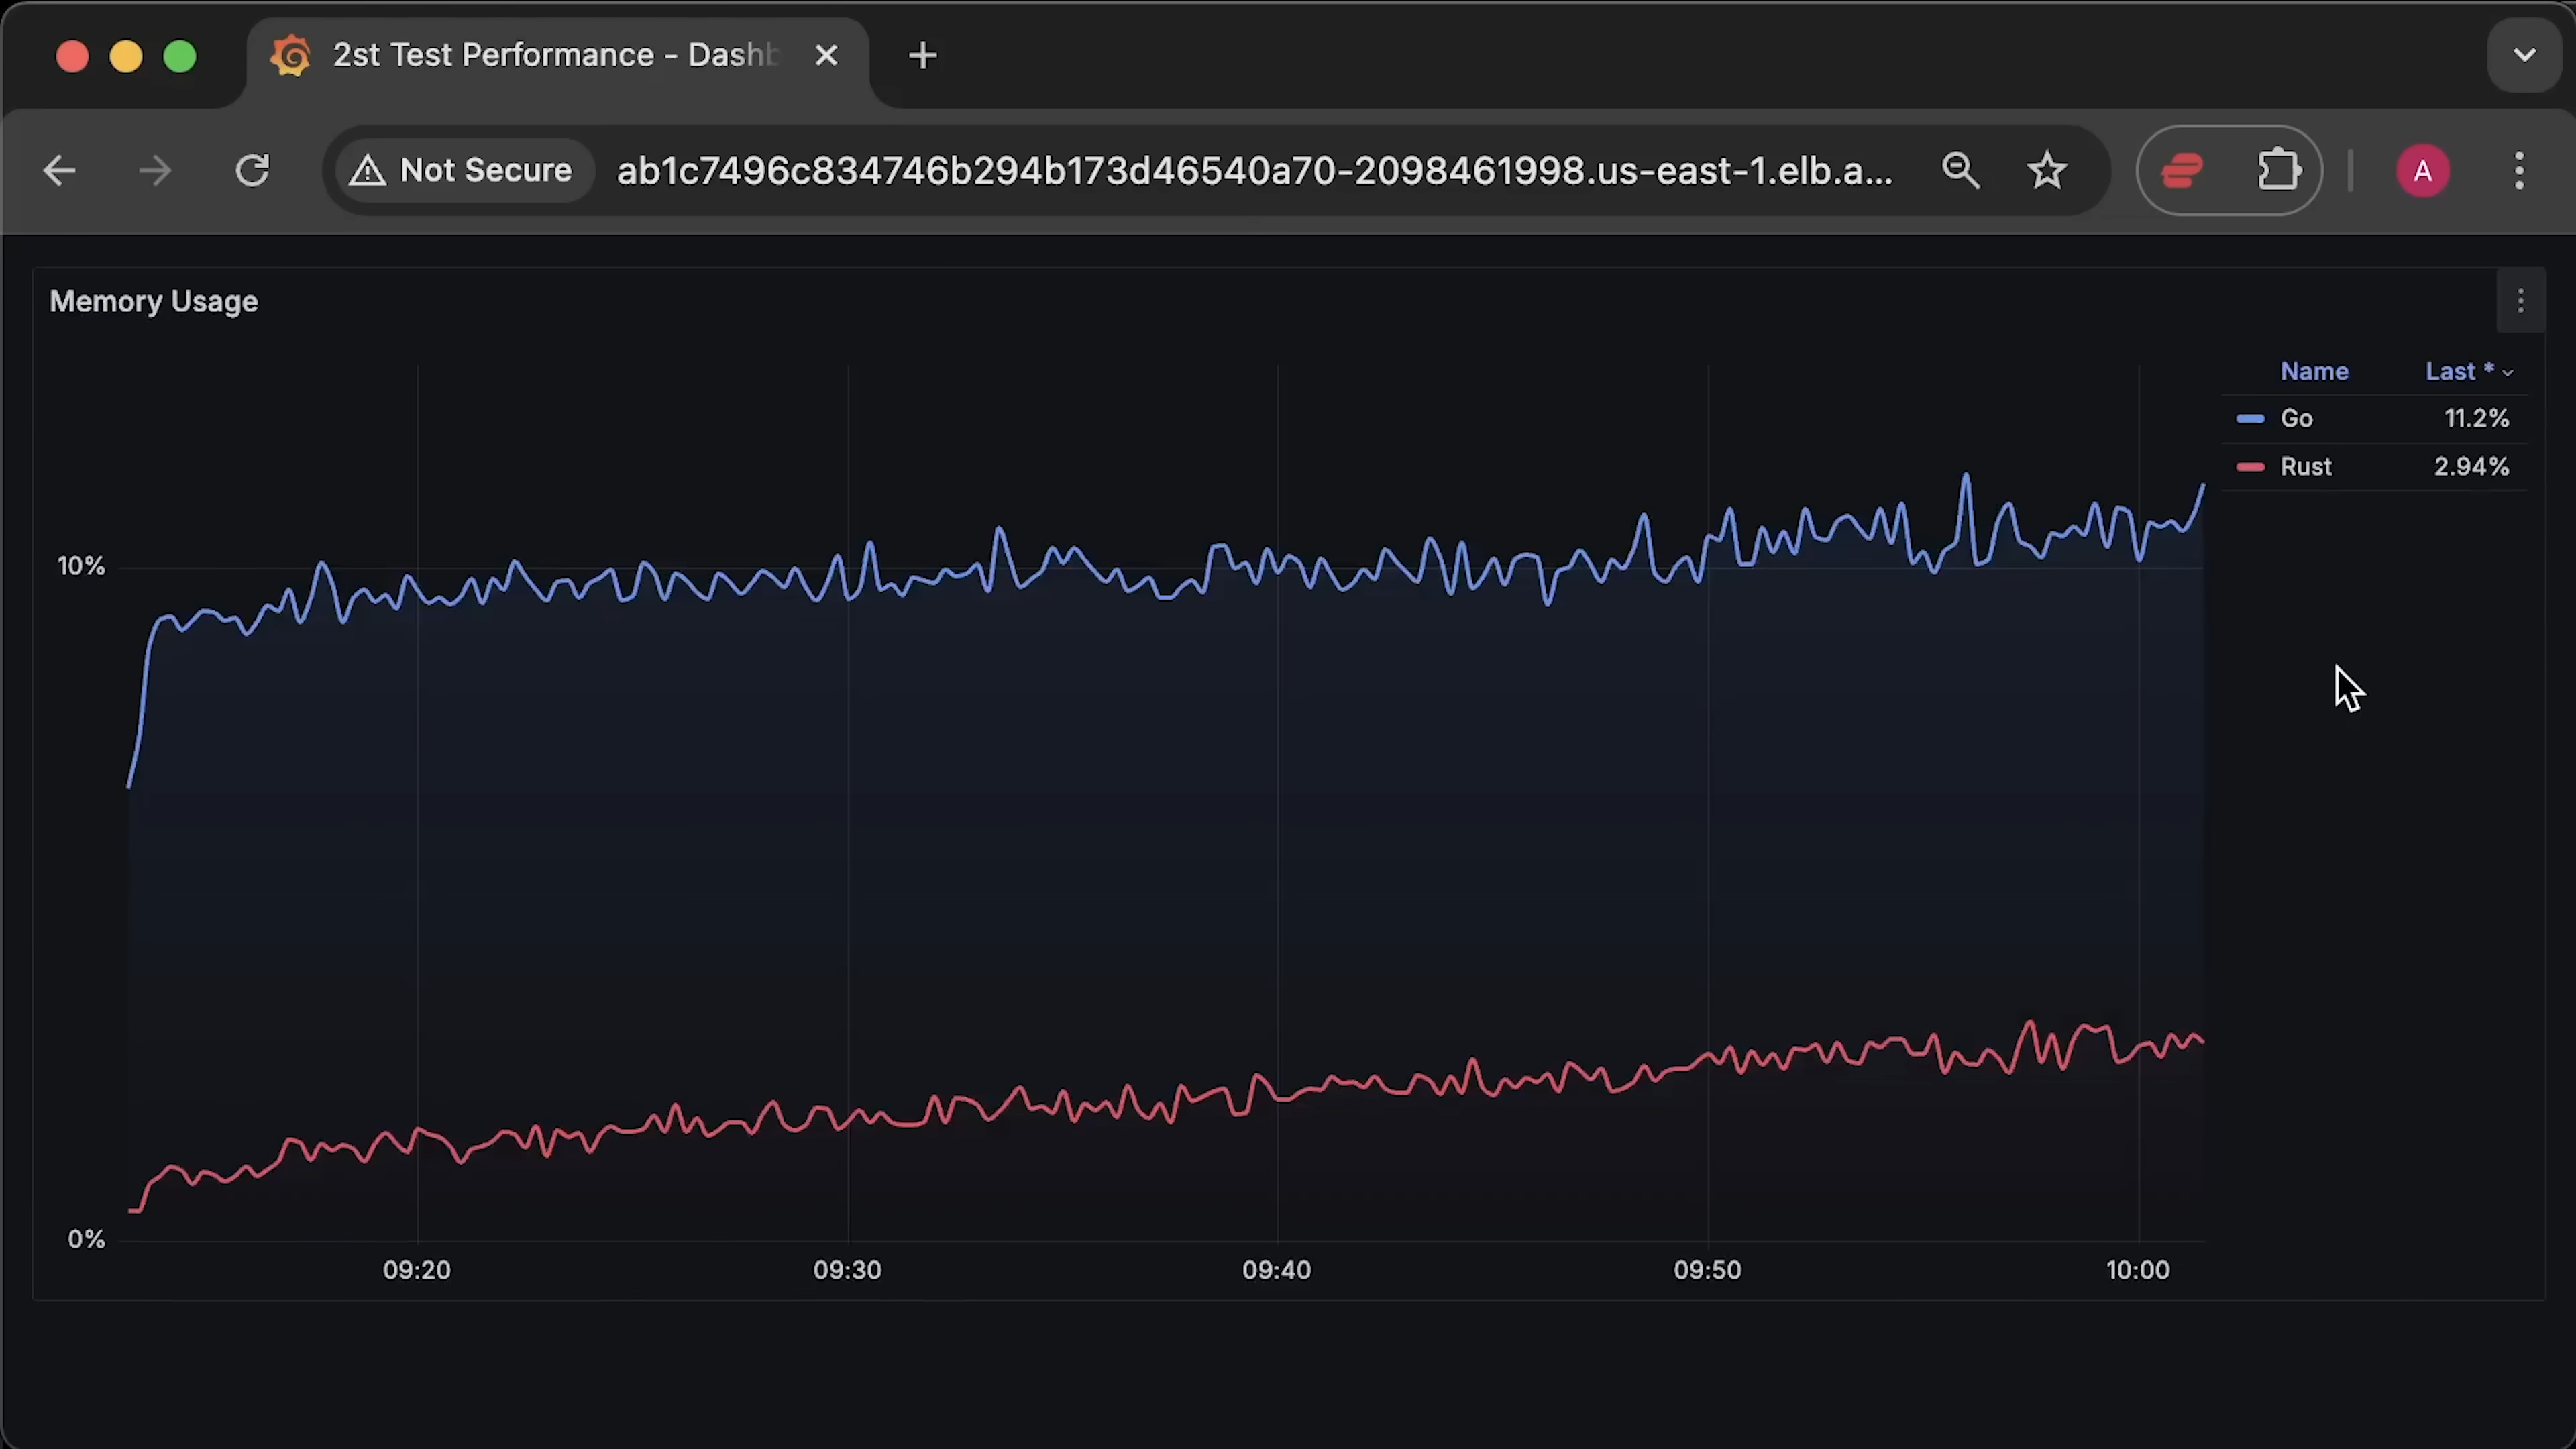 2st Test Performance - Dashb
Not Secure
ab1c7496c834746b294b173d46540a70-2098461998.us-east-1.elb.a...
A
Memory Usage
Name Last *
Go 11.2%
Rust 2.94%
10%
0%
09:20 09:30 09:40 09:50 10:00